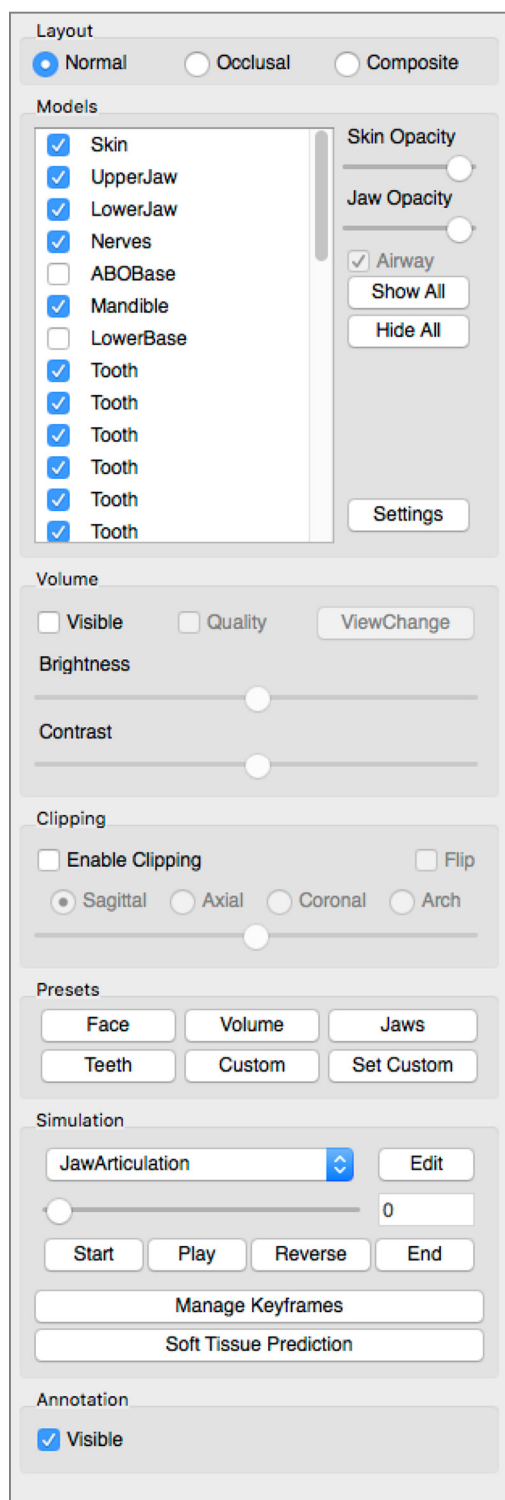 Layout
Normal Occlusal Composite
Models
Skin
UpperJaw
LowerJaw
Nerves
ABOBase
Mandible
LowerBase
Tooth
Tooth
Tooth
Tooth
Tooth
Tooth
Skin Opacity
Jaw Opacity
Airway
Show All
Hide All
Settings
Volume
Visible Quality ViewChange
Brightness
Contrast
Clipping
Enable Clipping Flip
Sagittal Axial Coronal Arch
Presets
Face Volume Jaws
Teeth Custom Set Custom
Simulation
JawArticulation Edit
0
Start Play Reverse End
Manage Keyframes
Soft Tissue Prediction
Annotation
Visible